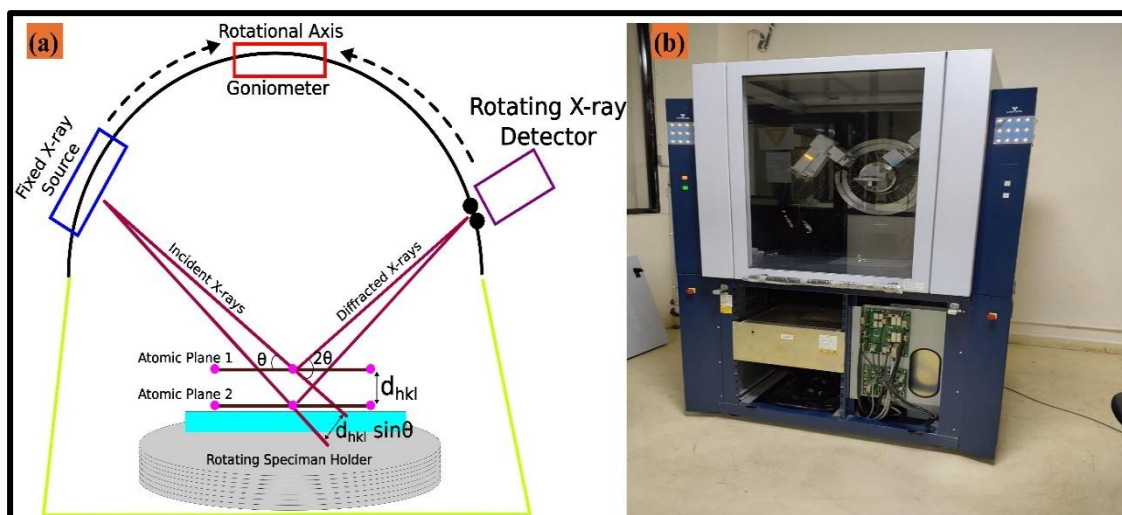 (a)
Rotational Axis
Goniometer
Fixed X-ray
Source
Rotating X-ray
Detector
Incident X-rays
Diffracted X-rays
Atomic Plane 1
θ
2θ
dhkl
Atomic Plane 2
dhkl sinθ
Rotating Speciman Holder
(b)